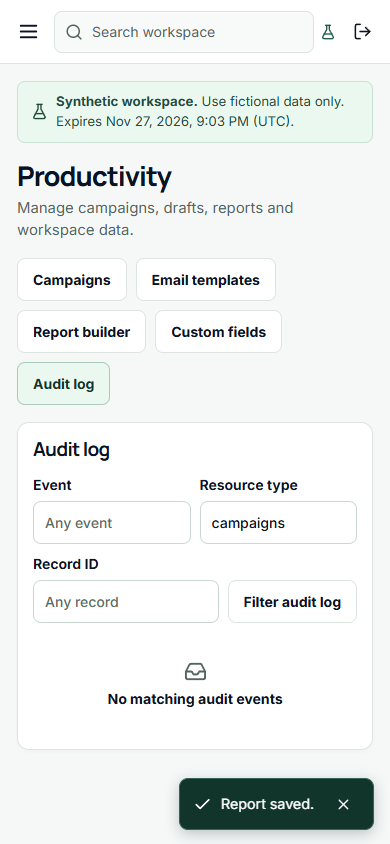 Search workspace
Synthetic workspace. Use fictional data only.
Expires Nov 27, 2026, 9:03 PM (UTC).
Productivity
Manage campaigns, drafts, reports and
workspace data.
Campaigns
Email templates
Report builder
Custom fields
Audit log
Audit log
Event
Resource type
Any event
campaigns
Record ID
Any record
Filter audit log
No matching audit events
Report saved.